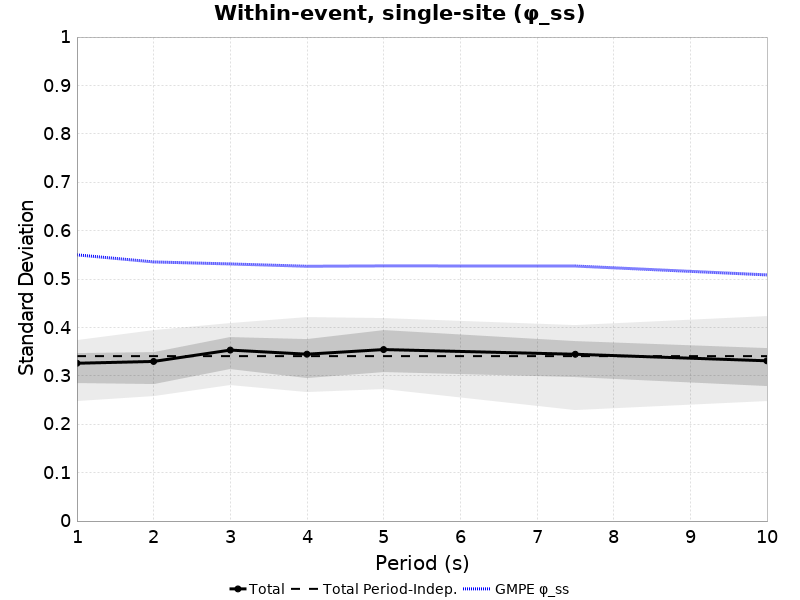 Within-event, single-site (φ_ss)
1
0.9
0.8
0.7
0.6
0.5
0.4
0.3
0.2
0.1
0
Standard Deviation
1 2 3 4 5 6 7 8 9 10
Period (s)
Total Total Period-Indep. GMPE φ_ss